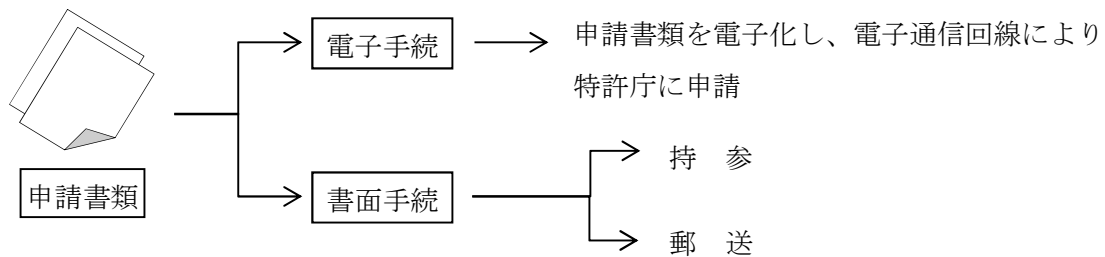 電子手続
申請書類を電子化し、電子通信回線により
特許庁に申請
申請書類
書面手続
持　参
郵　送